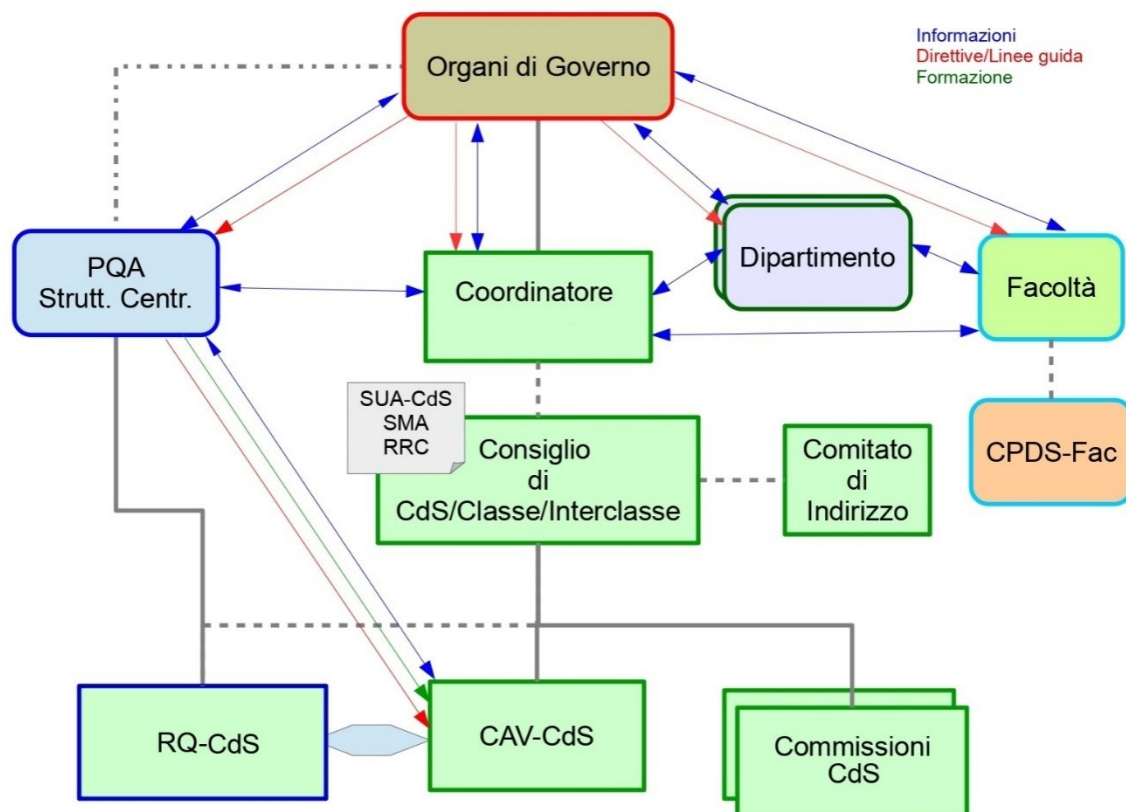 Organi di Governo
Informazioni
Direttive/Linee guida
Formazione
PQA
Strutt. Centr.
Coordinatore
Dipartimento
Facoltà
SUA-CdS
SMA
RRC
Consiglio
di
CdS/Classe/Interclasse
Comitato
di
Indirizzo
CPDS-Fac
RQ-CdS
CAV-CdS
Commissioni
CdS